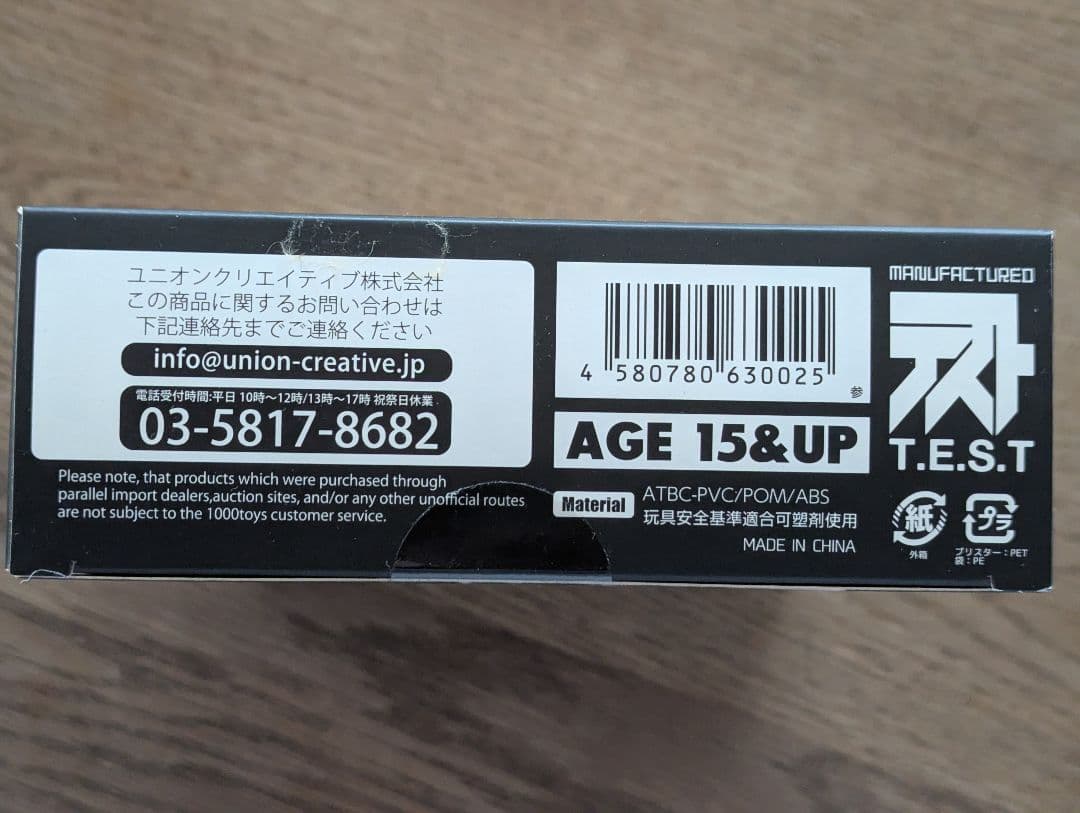 ユニオンクリエイティブ株式会社
この商品に関するお問い合わせは
下記連絡先までご連絡ください
info@union-creative.jp
電話受付時間:平日 10時～12時/13時～17時 祝祭日休業
03-5817-8682
Please note, that products which were purchased through
parallel import dealers,auction sites, and/or any other unofficial routes
are not subject to the 1000toys customer service.
4 580780 630025
参
AGE 15&UP
Material
ATBC-PVC/POM/ABS
玩具安全基準適合可塑剤使用
MADE IN CHINA
MANUFACTURED
テスト
T.E.S.T
紙
外箱
プラ
ブリスター：PET
袋：PE